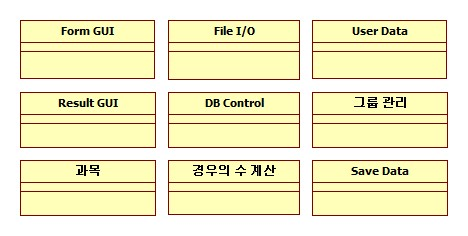 Form GUI
File I/O
User Data
Result GUI
DB Control
그룹 관리
과목
경우의 수 계산
Save Data